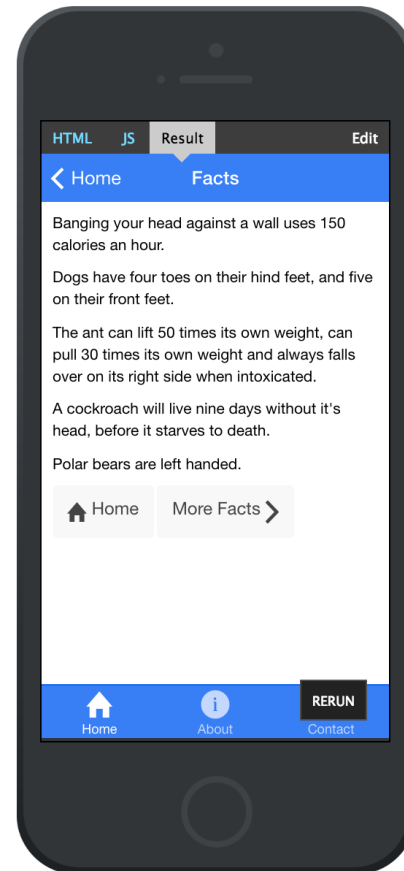 HTML JS Result Edit
Home Facts
Banging your head against a wall uses 150
calories an hour.
Dogs have four toes on their hind feet, and five
on their front feet.
The ant can lift 50 times its own weight, can
pull 30 times its own weight and always falls
over on its right side when intoxicated.
A cockroach will live nine days without it's
head, before it starves to death.
Polar bears are left handed.
Home More Facts
RERUN
Home About Contact